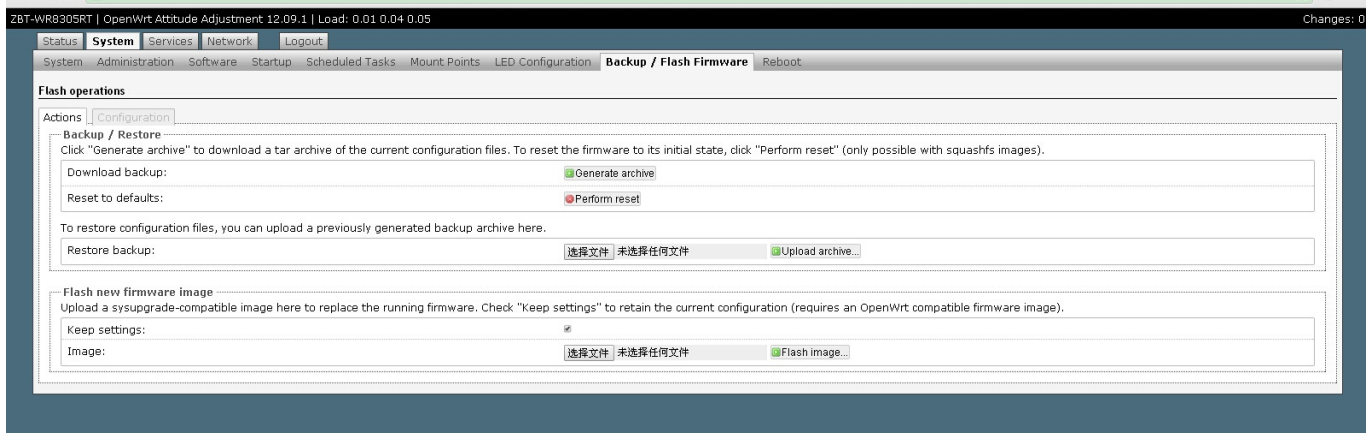 ZBT-WR8305RT | OpenWrt Attitude Adjustment 12.09.1 | Load: 0.01 0.04 0.05 Changes: 0
Status System Services Network Logout
System Administration Software Startup Scheduled Tasks Mount Points LED Configuration Backup / Flash Firmware Reboot
Flash operations
Actions Configuration
Backup / Restore
Click "Generate archive" to download a tar archive of the current configuration files. To reset the firmware to its initial state, click "Perform reset" (only possible with squashfs images).
Download backup: Generate archive
Reset to defaults: Perform reset
To restore configuration files, you can upload a previously generated backup archive here.
Restore backup: 选择文件 未选择任何文件 Upload archive...
Flash new firmware image
Upload a sysupgrade-compatible image here to replace the running firmware. Check "Keep settings" to retain the current configuration (requires an OpenWrt compatible firmware image).
Keep settings:
Image: 选择文件 未选择任何文件 Flash image...